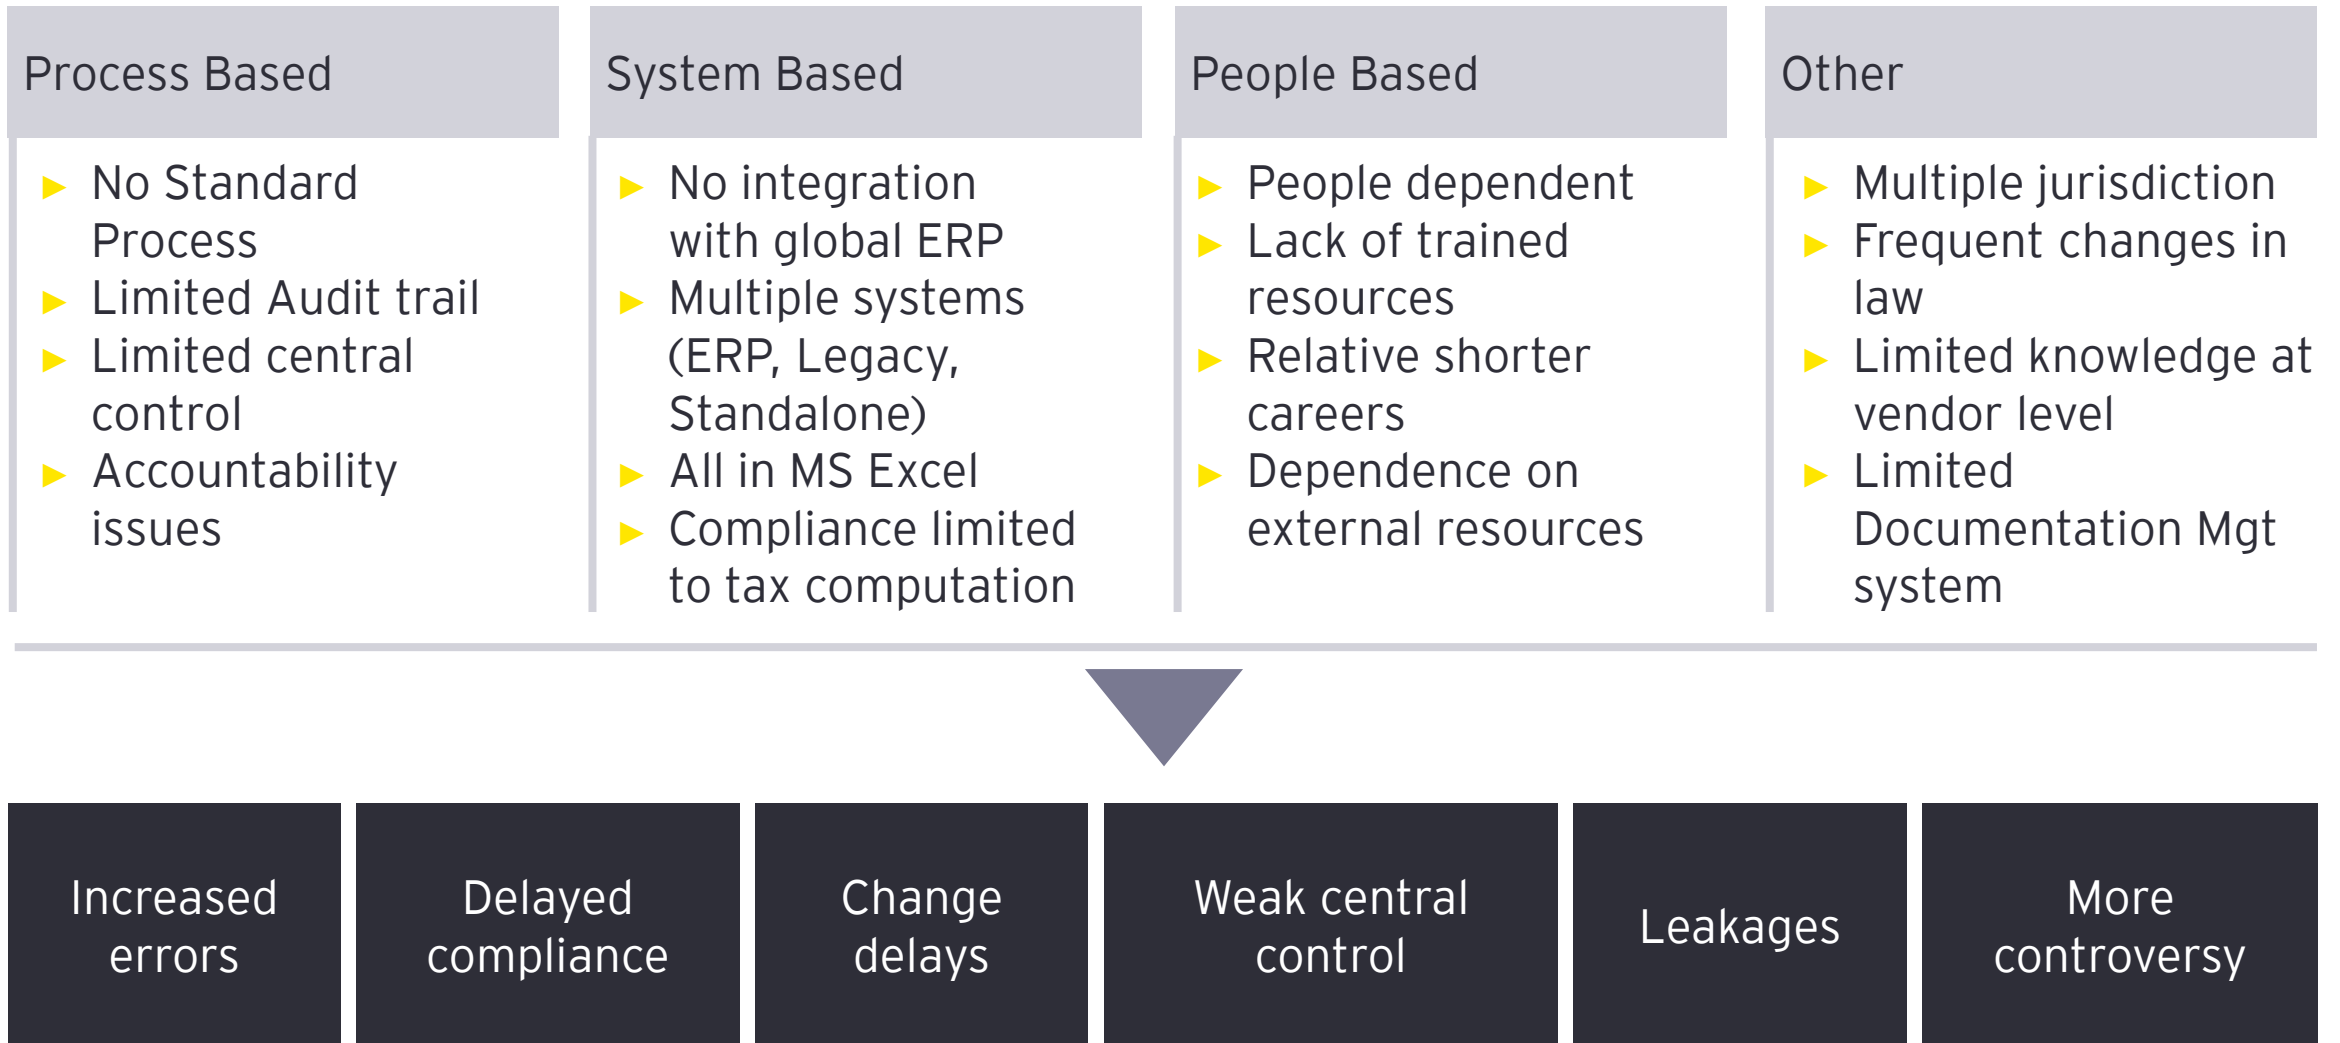 Process Based
No Standard
Process
Limited Audit trail
Limited central
control
Accountability
issues
System Based
No integration
with global ERP
Multiple systems
(ERP, Legacy,
Standalone)
All in MS Excel
Compliance limited
to tax computation
People Based
People dependent
Lack of trained
resources
Relative shorter
careers
Dependence on
external resources
Other
Multiple jurisdiction
Frequent changes in
law
Limited knowledge at
vendor level
Limited
Documentation Mgt
system
Increased
errors
Delayed
compliance
Change
delays
Weak central
control
Leakages
More
controversy